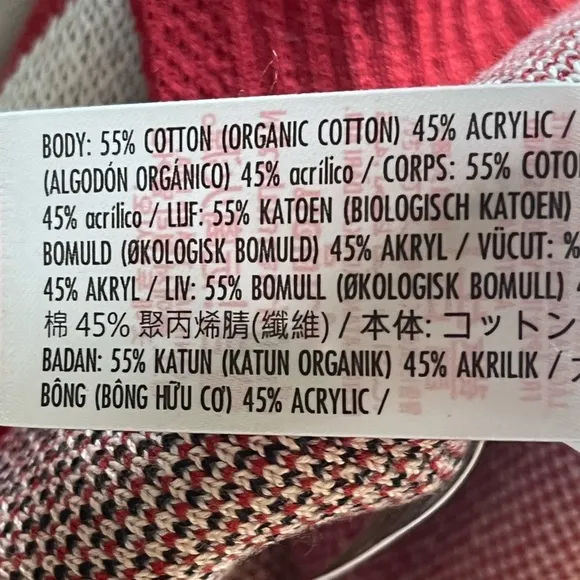 BODY: 55% COTTON (ORGANIC COTTON) 45% ACRYLIC /
(ALGODÓN ORGÁNICO) 45% acrílico / CORPS: 55% COTO
45% acrílico / LIJF: 55% KATOEN (BIOLOGISCH KATOEN)
BOMULD (ØKOLOGISK BOMULD) 45% AKRYL / VÜCUT: %
45% AKRYL / LIV: 55% BOMULL (ØKOLOGISK BOMULL)
棉 45% 聚丙烯腈(纖維) / 本体: コットン
BADAN: 55% KATUN (KATUN ORGANIK) 45% AKRILIK /
BÔNG (BÔNG HỮU CƠ) 45% ACRYLIC /